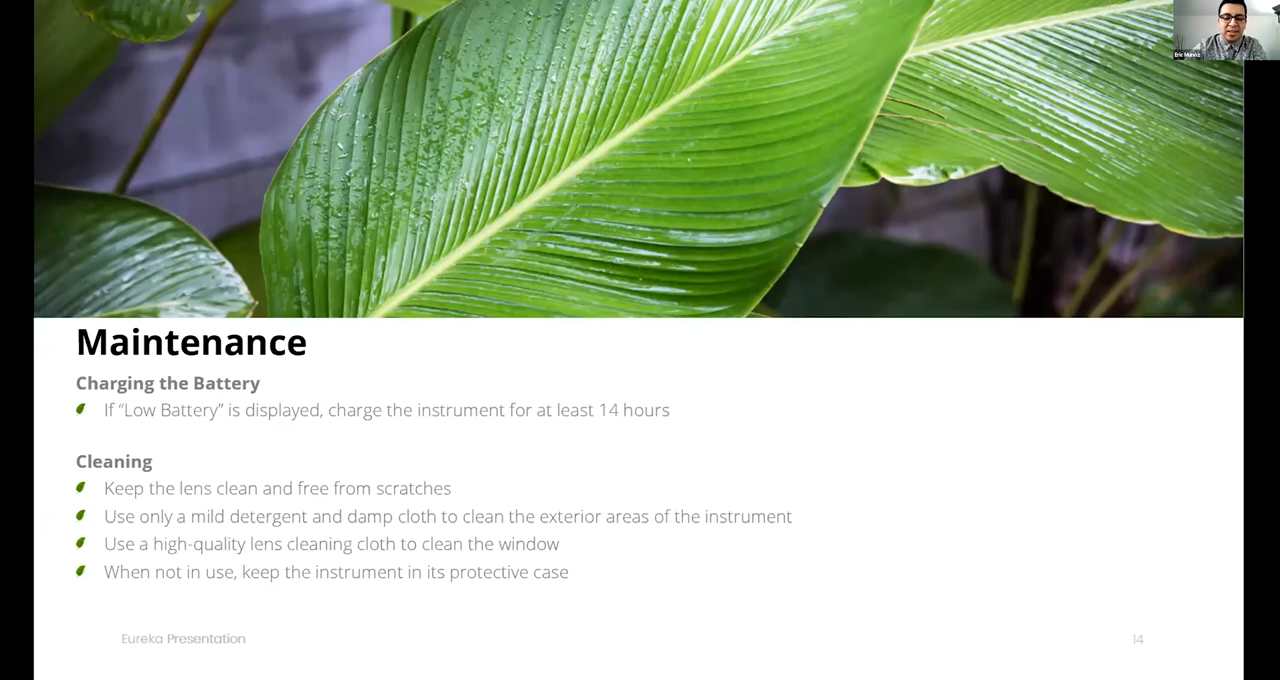 Eric Munoz
Maintenance
Charging the Battery
If “Low Battery” is displayed, charge the instrument for at least 14 hours
Cleaning
Keep the lens clean and free from scratches
Use only a mild detergent and damp cloth to clean the exterior areas of the instrument
Use a high-quality lens cleaning cloth to clean the window
When not in use, keep the instrument in its protective case
Eureka Presentation
14